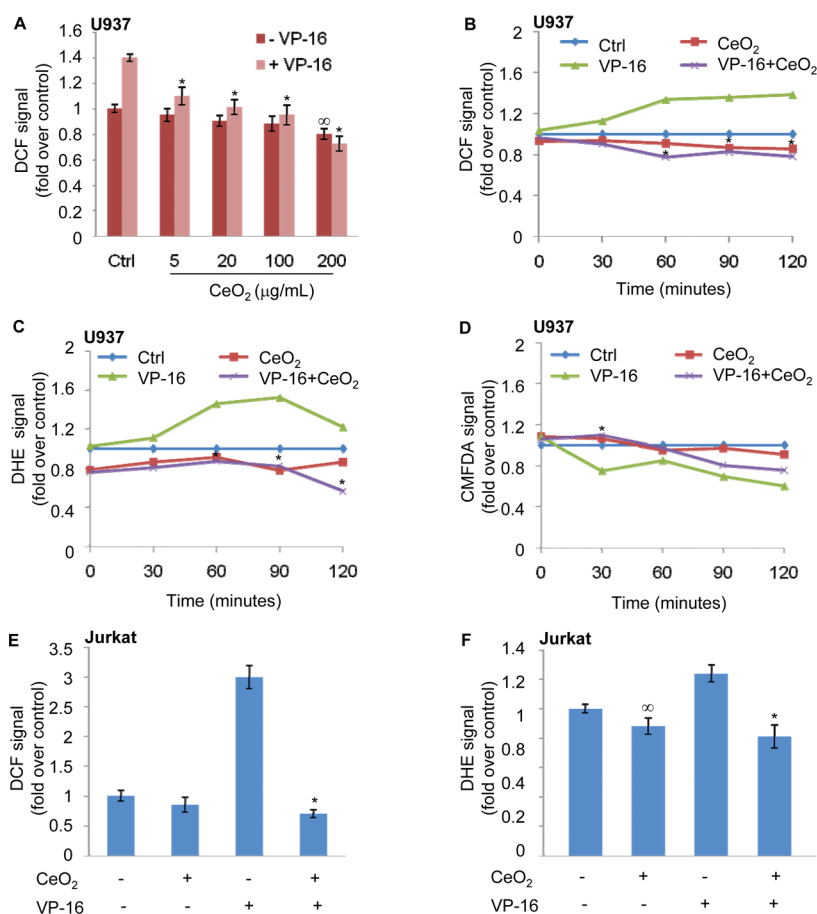 A U937
DCF signal
(fold over control)
1.6
1.4
1.2
1
0.8
0.6
0.4
0.2
0
- VP-16
+ VP-16
* * * ∞ *
Ctrl 5 20 100 200
CeO₂ (µg/mL)
B U937
DCF signal
(fold over control)
2
1.6
1.2
0.8
0.4
0
Ctrl CeO₂
VP-16 VP-16+CeO₂
* * *
0 30 60 90 120
Time (minutes)
C U937
DHE signal
(fold over control)
2
1.6
1.2
0.8
0.4
0
Ctrl CeO₂
VP-16 VP-16+CeO₂
* * *
0 30 60 90 120
Time (minutes)
D U937
CMFDA signal
(fold over control)
2
1.6
1.2
0.8
0.4
0
Ctrl CeO₂
VP-16 VP-16+CeO₂
*
0 30 60 90 120
Time (minutes)
E Jurkat
DCF signal
(fold over control)
3.5
3
2.5
2
1.5
1
0.5
0
*
CeO₂ - + - +
VP-16 - - + +
F Jurkat
DHE signal
(fold over control)
1.4
1.2
1
0.8
0.6
0.4
0.2
0
∞ *
CeO₂ - + - +
VP-16 - - + +